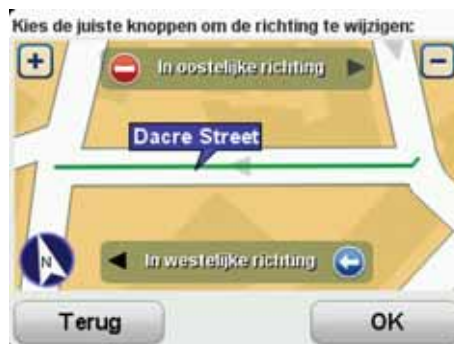 Kies de juiste knoppen om de richting te wijzigen:
+
−
In oostelijke richting
Dacre Street
N
In westelijke richting
Terug
OK